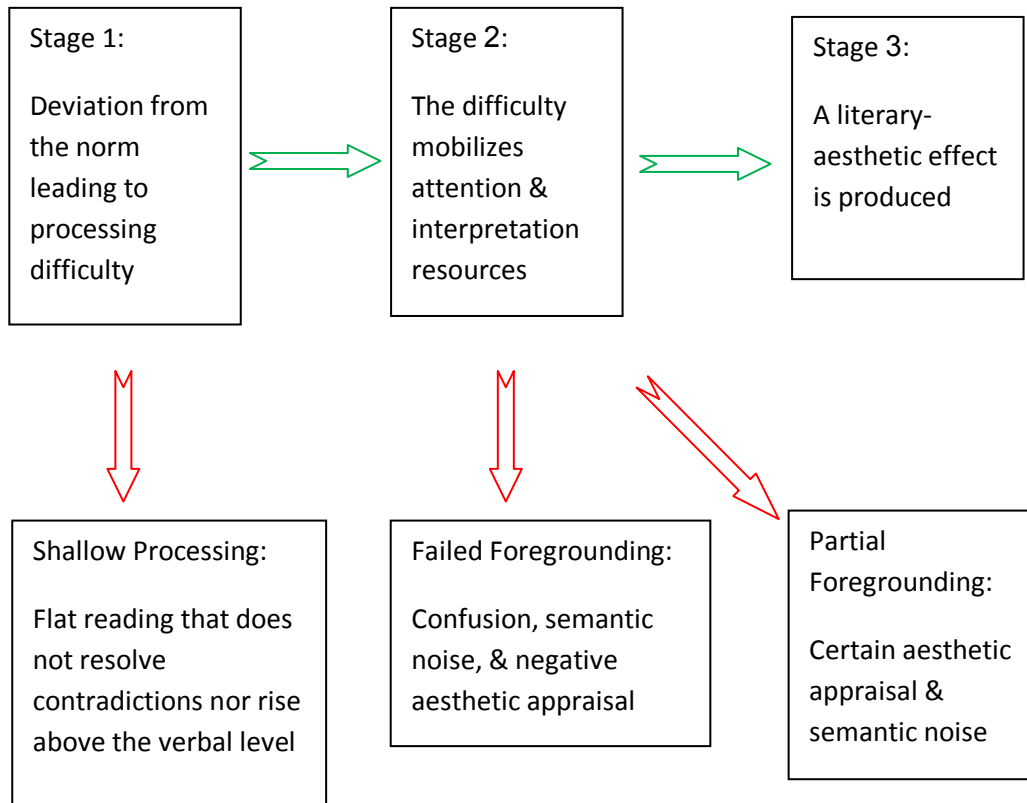 Stage 1:
Deviation from
the norm
leading to
processing
difficulty
Stage 2:
The difficulty
mobilizes
attention &
interpretation
resources
Stage 3:
A literary-
aesthetic effect
is produced
Shallow Processing:
Flat reading that does
not resolve
contradictions nor rise
above the verbal level
Failed Foregrounding:
Confusion, semantic
noise, & negative
aesthetic appraisal
Partial
Foregrounding:
Certain aesthetic
appraisal &
semantic noise